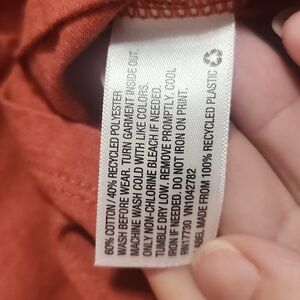 60% COTTON / 40% RECYCLED POLYESTER
WASH BEFORE WEAR. TURN GARMENT INSIDE OUT.
MACHINE WASH COLD WITH LIKE COLORS.
ONLY NON-CHLORINE BLEACH IF NEEDED.
TUMBLE DRY LOW. REMOVE PROMPTLY. COOL
IRON IF NEEDED. DO NOT IRON ON PRINT.
RN17730 VN1042782
LABEL MADE FROM 100% RECYCLED PLASTIC